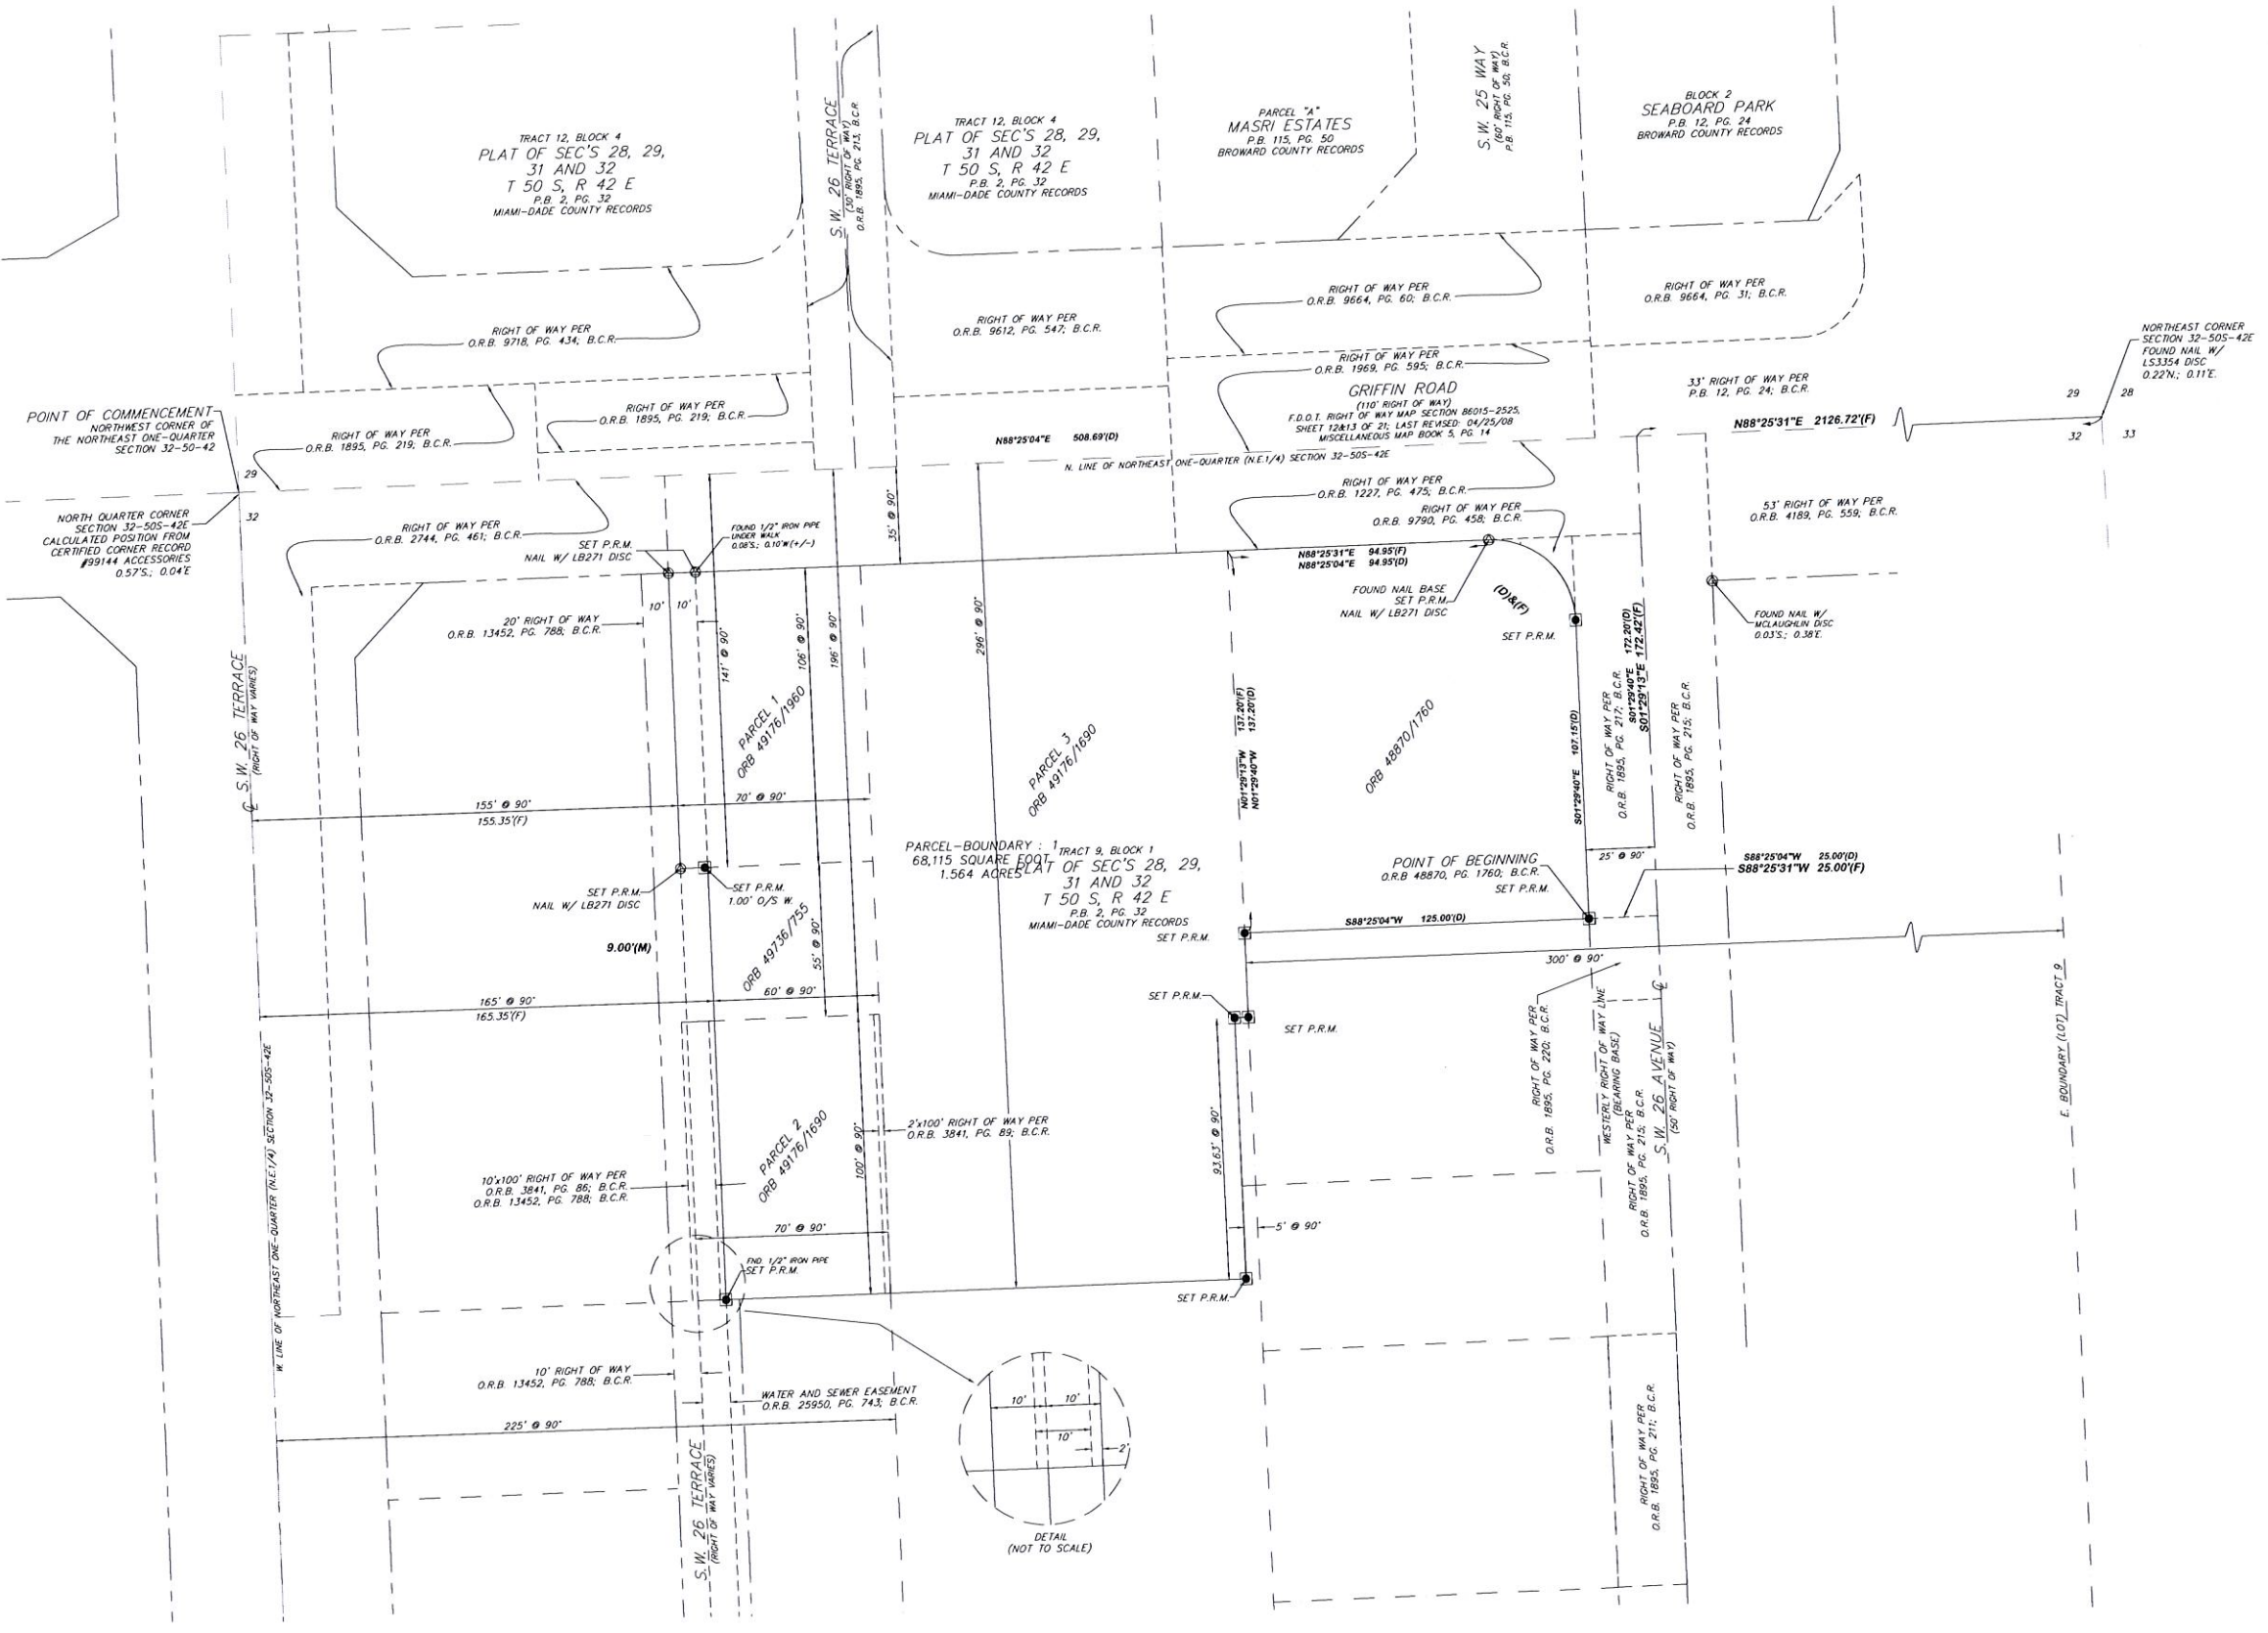 TRACT 12, BLOCK 4
PLAT OF SEC'S 28, 29,
31 AND 32
T 50 S, R 42 E
P.B. 2, PG. 32
MIAMI-DADE COUNTY RECORDS
S.W. 26 TERRACE
(30' RIGHT OF WAY)
O.R.B. 1895, PG. 213, B.C.R.
TRACT 12, BLOCK 4
PLAT OF SEC'S 28, 29,
31 AND 32
T 50 S, R 42 E
P.B. 2, PG. 32
MIAMI-DADE COUNTY RECORDS
PARCEL "A"
MASRI ESTATES
P.B. 115, PG. 50
BROWARD COUNTY RECORDS
S.W. 25 WAY
(60' RIGHT OF WAY)
P.B. 115, PG. 50; B.C.R.
BLOCK 2
SEABOARD PARK
P.B. 12, PG. 24
BROWARD COUNTY RECORDS
RIGHT OF WAY PER
O.R.B. 9718, PG. 434; B.C.R.
RIGHT OF WAY PER
O.R.B. 9612, PG. 547; B.C.R.
RIGHT OF WAY PER
O.R.B. 9664, PG. 60; B.C.R.
RIGHT OF WAY PER
O.R.B. 9664, PG. 31; B.C.R.
NORTHEAST CORNER
SECTION 32-50S-42E
FOUND NAIL W/
LS3354 DISC
0.22'N.; 0.11'E.
RIGHT OF WAY PER
O.R.B. 1969, PG. 595; B.C.R.
GRIFFIN ROAD
(110' RIGHT OF WAY)
F.D.O.T. RIGHT OF WAY MAP SECTION 86015-2525,
SHEET 12&13 OF 21; LAST REVISED: 04/25/08
MISCELLANEOUS MAP BOOK 5, PG. 14
33' RIGHT OF WAY PER
P.B. 12, PG. 24; B.C.R.
29
28
32
33
N88°25'31"E 2126.72'(F)
POINT OF COMMENCEMENT
NORTHWEST CORNER OF
THE NORTHEAST ONE-QUARTER
SECTION 32-50-42
RIGHT OF WAY PER
O.R.B. 1895, PG. 219; B.C.R.
RIGHT OF WAY PER
O.R.B. 1895, PG. 219; B.C.R.
N88°25'04"E 508.69'(D)
N. LINE OF NORTHEAST ONE-QUARTER (N.E.1/4) SECTION 32-50S-42E
29
32
NORTH QUARTER CORNER
SECTION 32-50S-42E
CALCULATED POSITION FROM
CERTIFIED CORNER RECORD
#99144 ACCESSORIES
0.57'S.; 0.04'E
RIGHT OF WAY PER
O.R.B. 2744, PG. 461; B.C.R.
SET P.R.M.
NAIL W/ LB271 DISC
FOUND 1/2" IRON PIPE
UNDER WALK
0.08'S.; 0.10'W.(+/-)
35' @ 90°
RIGHT OF WAY PER
O.R.B. 1227, PG. 475; B.C.R.
RIGHT OF WAY PER
O.R.B. 9790, PG. 458; B.C.R.
53' RIGHT OF WAY PER
O.R.B. 4189, PG. 559; B.C.R.
N88°25'31"E 94.95'(F)
N88°25'04"E 94.95'(D)
FOUND NAIL BASE
SET P.R.M.
NAIL W/ LB271 DISC
(D)&(F)
SET P.R.M.
FOUND NAIL W/
MCLAUGHLIN DISC
0.03'S.; 0.38'E.
20' RIGHT OF WAY
O.R.B. 13452, PG. 788; B.C.R.
10'
10'
141' @ 90°
106' @ 90°
196' @ 90°
296' @ 90°
S.W. 26 TERRACE
(RIGHT OF WAY VARIES)
PARCEL 1
ORB 49176/1960
PARCEL 3
ORB 49176/1690
N01°29'13"W 137.20'(F)
N01°29'40"W 137.20'(D)
ORB 48870/1760
S01°29'40"E 107.15'(D)
RIGHT OF WAY PER
O.R.B. 1895, PG. 217; B.C.R.
S01°29'40"E 172.20'(D)
S01°29'13"E 172.42'(F)
RIGHT OF WAY PER
O.R.B. 1895, PG. 215; B.C.R.
155' @ 90°
155.35'(F)
70' @ 90°
PARCEL-BOUNDARY : 1
68,115 SQUARE FOOT
1.564 ACRES
TRACT 9, BLOCK 1
PLAT OF SEC'S 28, 29,
31 AND 32
T 50 S, R 42 E
P.B. 2, PG. 32
MIAMI-DADE COUNTY RECORDS
POINT OF BEGINNING
O.R.B. 48870, PG. 1760; B.C.R.
SET P.R.M.
25' @ 90°
S88°25'04"W 25.00'(D)
S88°25'31"W 25.00'(F)
SET P.R.M.
NAIL W/ LB271 DISC
SET P.R.M.
1.00' O/S W.
9.00'(M)
ORB 49736/755
55' @ 90°
SET P.R.M.
S88°25'04"W 125.00'(D)
300' @ 90°
165' @ 90°
165.35'(F)
60' @ 90°
SET P.R.M.
SET P.R.M.
RIGHT OF WAY PER
O.R.B. 1895, PG. 220; B.C.R.
WESTERLY RIGHT OF WAY LINE
(BEARING BASE)
RIGHT OF WAY PER
O.R.B. 1895, PG. 215; B.C.R.
S.W. 26 AVENUE
(50' RIGHT OF WAY)
E. BOUNDARY (LOT) TRACT 9
W. LINE OF NORTHEAST ONE-QUARTER (N.E.1/4) SECTION 32-50S-42E
PARCEL 2
ORB 49176/1690
100' @ 90°
2'x100' RIGHT OF WAY PER
O.R.B. 3841, PG. 89; B.C.R.
93.63' @ 90°
10'x100' RIGHT OF WAY PER
O.R.B. 3841, PG. 86; B.C.R.
O.R.B. 13452, PG. 788; B.C.R.
70' @ 90°
5' @ 90°
FND. 1/2" IRON PIPE
SET P.R.M.
SET P.R.M.
10' RIGHT OF WAY
O.R.B. 13452, PG. 788; B.C.R.
WATER AND SEWER EASEMENT
O.R.B. 25950, PG. 743; B.C.R.
225' @ 90°
S.W. 26 TERRACE
(RIGHT OF WAY VARIES)
10'
10'
10'
2'
DETAIL
(NOT TO SCALE)
RIGHT OF WAY PER
O.R.B. 1895, PG. 211; B.C.R.